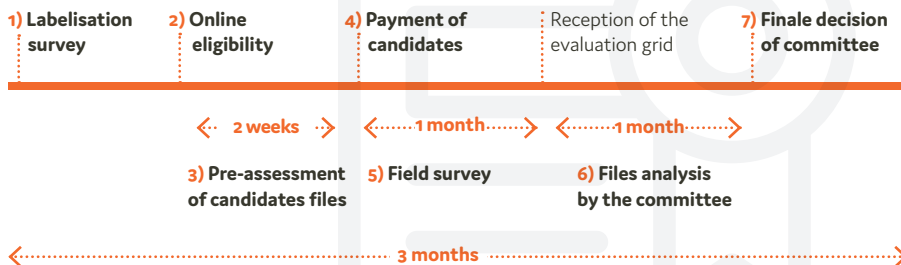 1) Labelisation
survey
2) Online
eligibility
4) Payment of
candidates
Reception of the
evaluation grid
7) Finale decision
of committee
2 weeks
1 month
1 month
3) Pre-assessment
of candidates files
5) Field survey
6) Files analysis
by the committee
3 months